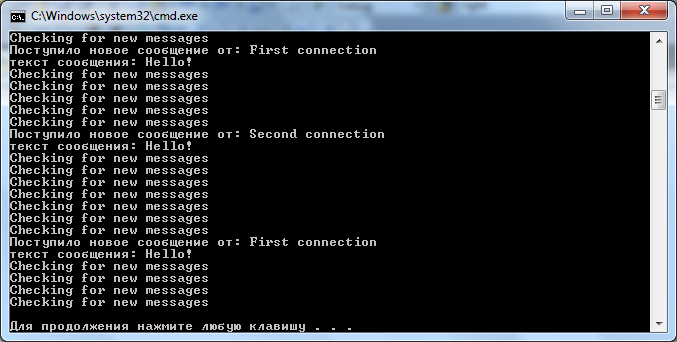 C:\Windows\system32\cmd.exe
Checking for new messages
Поступило новое сообщение от: First connection
текст сообщения: Hello!
Checking for new messages
Checking for new messages
Checking for new messages
Checking for new messages
Checking for new messages
Поступило новое сообщение от: Second connection
текст сообщения: Hello!
Checking for new messages
Checking for new messages
Checking for new messages
Checking for new messages
Checking for new messages
Checking for new messages
Checking for new messages
Поступило новое сообщение от: First connection
текст сообщения: Hello!
Checking for new messages
Checking for new messages
Checking for new messages
Checking for new messages
Для продолжения нажмите любую клавишу . . .